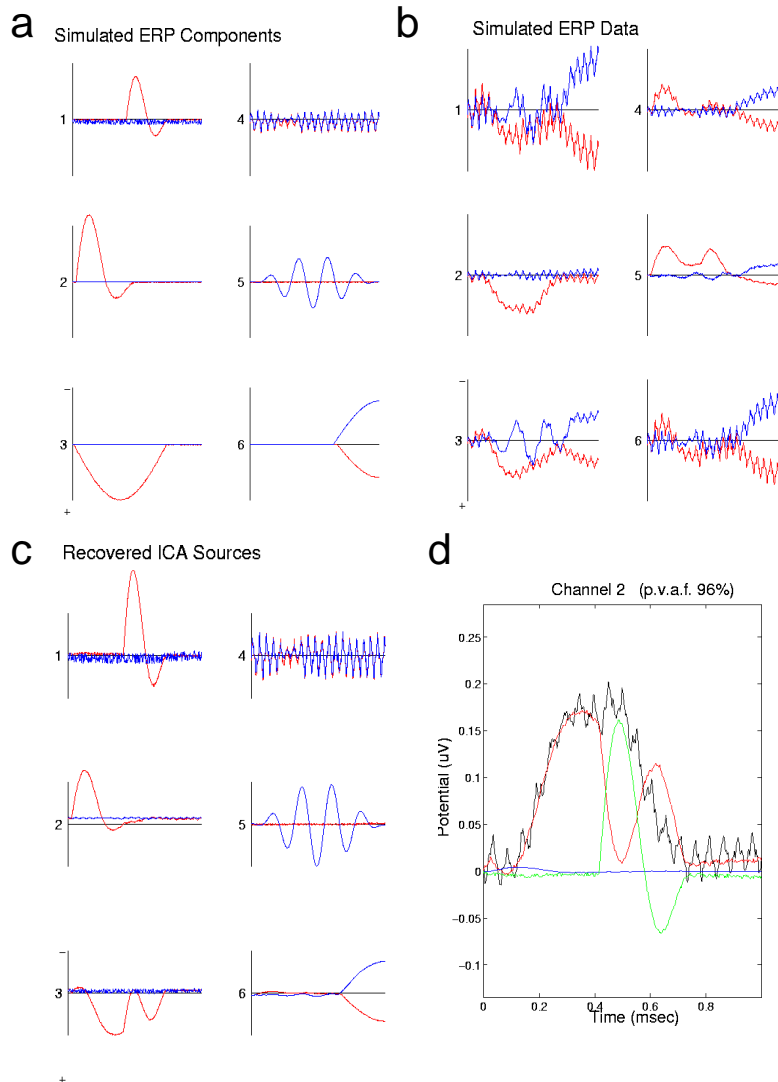 a
Simulated ERP Components
1
4
2
5
−
3
6
+
b
Simulated ERP Data
1
4
2
5
−
3
6
+
c
Recovered ICA Sources
1
4
2
5
−
3
6
+
d
Channel 2 (p.v.a.f. 96%)
0.25
0.2
0.15
0.1
0.05
0
−0.05
−0.1
Potential (uV)
0 0.2 0.4 0.6 0.8
Time (msec)